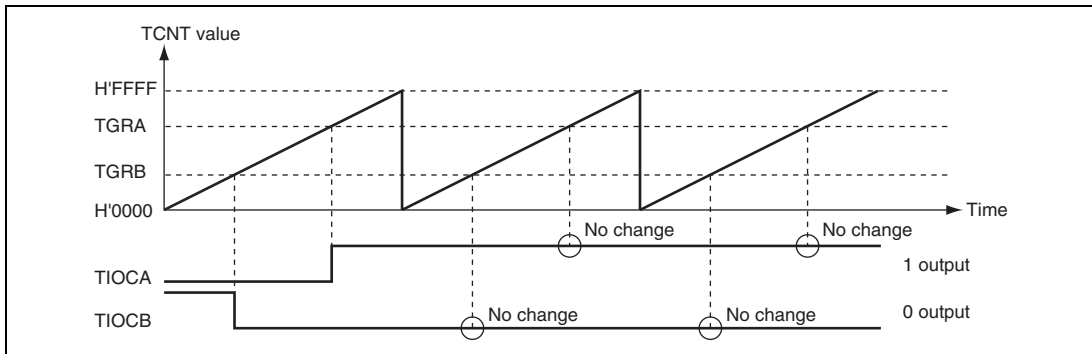 TCNT value
H'FFFF
TGRA
TGRB
H'0000
Time
No change
No change
1 output
TIOCA
No change
No change
0 output
TIOCB